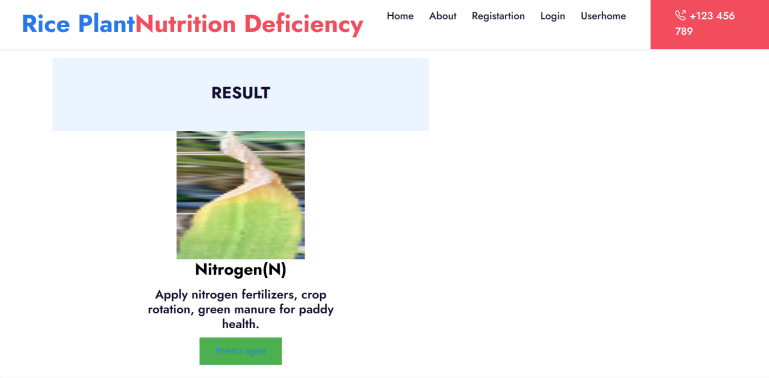 Rice PlantNutrition Deficiency
Home About Registartion Login Userhome
+123 456
789
RESULT
Nitrogen(N)
Apply nitrogen fertilizers, crop
rotation, green manure for paddy
health.
Predict again